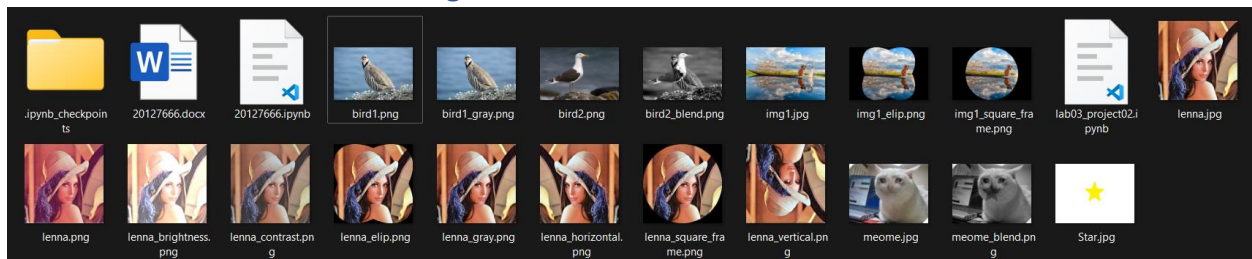 .ipynb_checkpoin
ts
20127666.docx
20127666.ipynb
bird1.png
bird1_gray.png
bird2.png
bird2_blend.png
img1.jpg
img1_elip.png
img1_square_fra
me.png
lab03_project02.i
pynb
lenna.jpg
lenna.png
lenna_brightness.
png
lenna_contrast.pn
g
lenna_elip.png
lenna_gray.png
lenna_horizontal.
png
lenna_square_fra
me.png
lenna_vertical.pn
g
meome.jpg
meome_blend.pn
g
Star.jpg
W